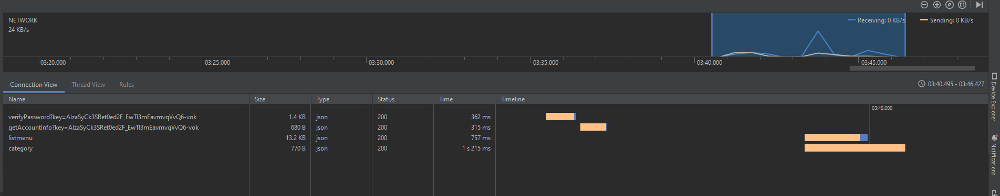 NETWORK
24 KB/s
Receiving: 0 KB/s
Sending: 0 KB/s
03:20.000 03:25.000 03:30.000 03:35.000 03:40.000 03:45.000
Connection View Thread View Rules 03:40.495 - 03:46.427
Name Size Type Status Time Timeline
03:45.000
verifyPassword?key=AIzaSyCk3SRet0ed2F_EwTl3mEavmvqVvQ6-vok 1.4 KB json 200 362 ms
getAccountInfo?key=AIzaSyCk3SRet0ed2F_EwTl3mEavmvqVvQ6-vok 680 B json 200 315 ms
listmenu 13.2 KB json 200 757 ms
category 770 B json 200 1 s 215 ms
Device Explorer
Notifications